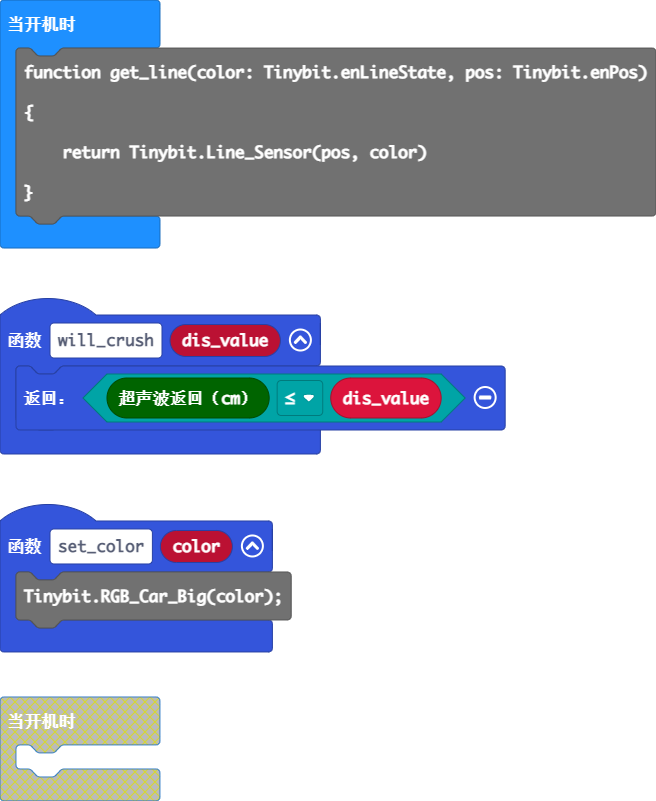 当开机时
function get_line(color: Tinybit.enLineState, pos: Tinybit.enPos)
{
return Tinybit.Line_Sensor(pos, color)
}
函数 will_crush dis_value
返回: 超声波返回（cm） ≤ dis_value
函数 set_color color
Tinybit.RGB_Car_Big(color);
当开机时